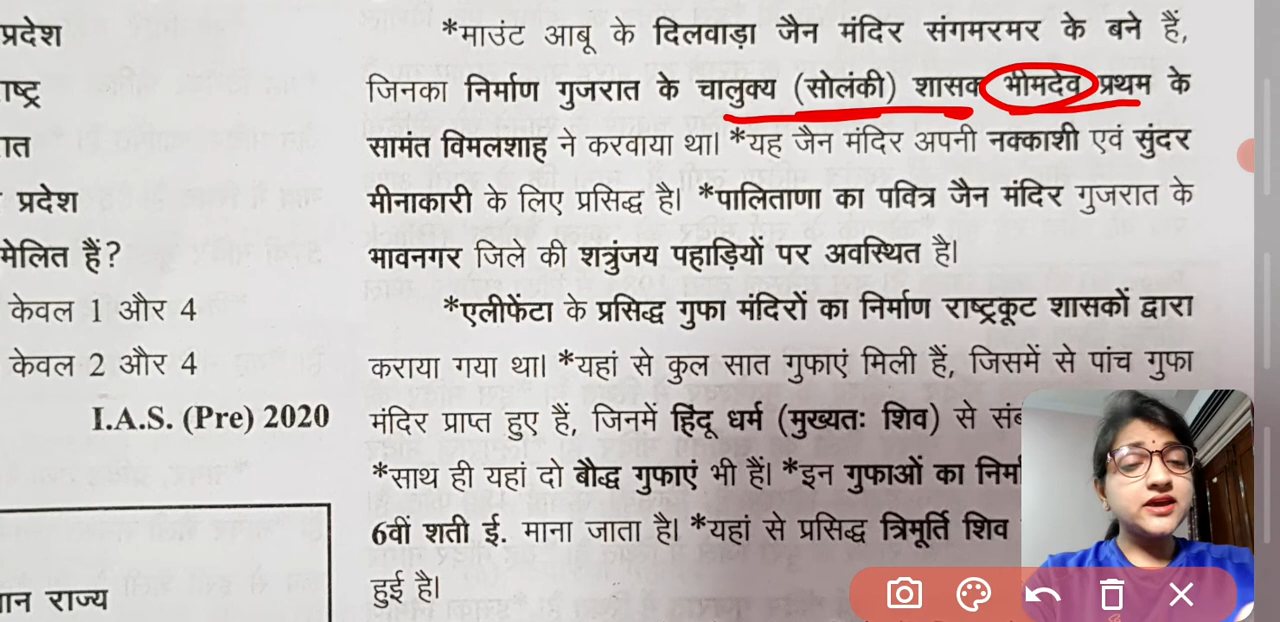 प्रदेश
ाष्ट्र
ात
प्रदेश
मेलित हैं?
केवल 1 और 4
केवल 2 और 4
I.A.S. (Pre) 2020
ान राज्य
*माउंट आबू के दिलवाड़ा जैन मंदिर संगमरमर के बने हैं,
जिनका निर्माण गुजरात के चालुक्य (सोलंकी) शासक भीमदेव प्रथम के
सामंत विमलशाह ने करवाया था। *यह जैन मंदिर अपनी नक्काशी एवं सुंदर
मीनाकारी के लिए प्रसिद्ध है। *पालिताणा का पवित्र जैन मंदिर गुजरात के
भावनगर जिले की शत्रुंजय पहाड़ियों पर अवस्थित है।
*एलीफेंटा के प्रसिद्ध गुफा मंदिरों का निर्माण राष्ट्रकूट शासकों द्वारा
कराया गया था। *यहां से कुल सात गुफाएं मिली हैं, जिसमें से पांच गुफा
मंदिर प्राप्त हुए हैं, जिनमें हिंदू धर्म (मुख्यतः शिव) से संब
*साथ ही यहां दो बौद्ध गुफाएं भी हैं। *इन गुफाओं का निर्म
6वीं शती ई. माना जाता है। *यहां से प्रसिद्ध त्रिमूर्ति शिव
हुई है।